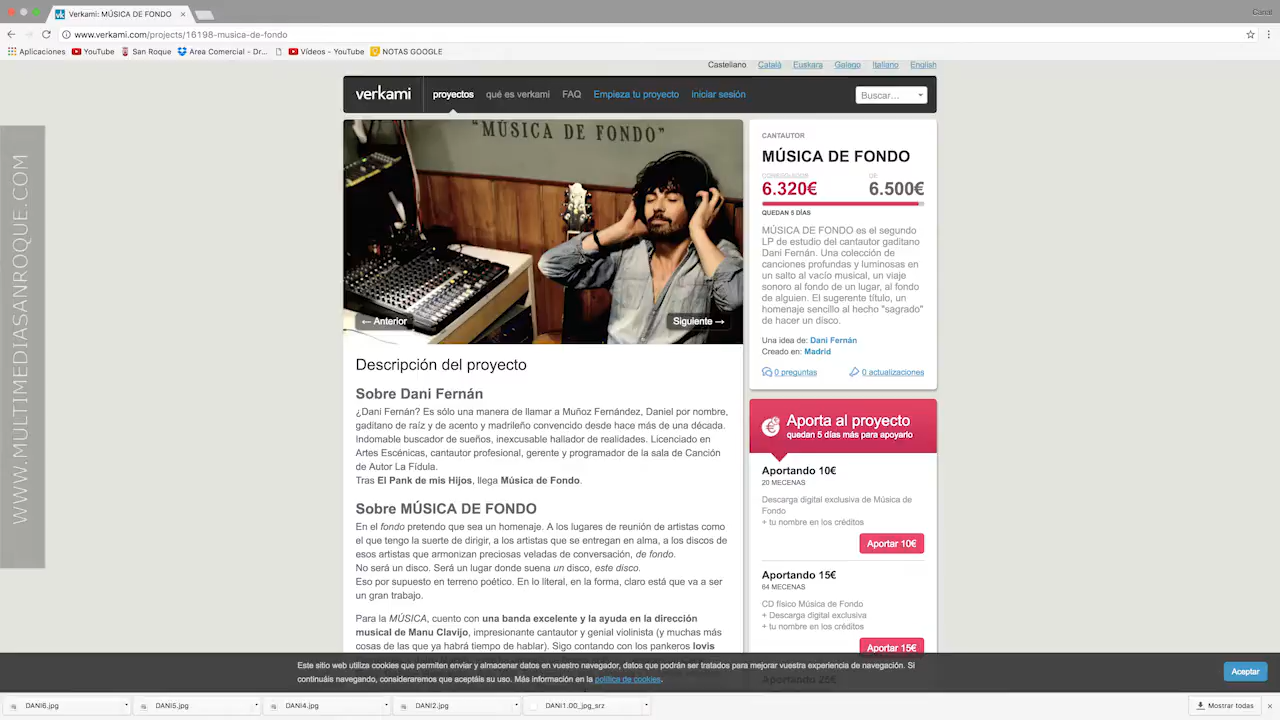 Verkami: MÚSICA DE FONDO
www.verkami.com/projects/16198-musica-de-fondo
Aplicaciones YouTube San Roque Area Comercial - Dr... Vídeos - YouTube NOTAS GOOGLE
Castellano Català Euskara Galego Italiano English
verkami proyectos qué es verkami FAQ Empieza tu proyecto iniciar sesión Buscar...
WWW.MULTIMEDIASANROQUE.COM
"MÚSICA DE FONDO"
← Anterior
Siguiente →
Descripción del proyecto
Sobre Dani Fernán
¿Dani Fernán? Es sólo una manera de llamar a Muñoz Fernández, Daniel por nombre,
gaditano de raíz y de acento y madrileño convencido desde hace más de una década.
Indomable buscador de sueños, inexcusable hallador de realidades. Licenciado en
Artes Escénicas, cantautor profesional, gerente y programador de la sala de Canción
de Autor La Fídula.
Tras El Pank de mis Hijos, llega Música de Fondo.
Sobre MÚSICA DE FONDO
En el fondo pretendo que sea un homenaje. A los lugares de reunión de artistas como
el que tengo la suerte de dirigir, a los artistas que se entregan en alma, a los discos de
esos artistas que armonizan preciosas veladas de conversación, de fondo.
No será un disco. Será un lugar donde suena un disco, este disco.
Eso por supuesto en terreno poético. En lo literal, en la forma, claro está que va a ser
un gran trabajo.
Para la MÚSICA, cuento con una banda excelente y la ayuda en la dirección
musical de Manu Clavijo, impresionante cantautor y genial violinista (y muchas más
cosas de las que ya habrá tiempo de hablar). Sigo contando con los pankeros Iovis
CANTAUTOR
MÚSICA DE FONDO
CONSEGUIDOS DE
6.320€ 6.500€
QUEDAN 5 DÍAS
MÚSICA DE FONDO es el segundo
LP de estudio del cantautor gaditano
Dani Fernán. Una colección de
canciones profundas y luminosas en
un salto al vacío musical, un viaje
sonoro al fondo de un lugar, al fondo
de alguien. El sugerente título, un
homenaje sencillo al hecho "sagrado"
de hacer un disco.
Una idea de: Dani Fernán
Creado en: Madrid
0 preguntas 0 actualizaciones
Aporta al proyecto
quedan 5 días más para apoyarlo
Aportando 10€
20 MECENAS
Descarga digital exclusiva de Música de
Fondo
+ tu nombre en los créditos
Aportar 10€
Aportando 15€
64 MECENAS
CD físico Música de Fondo
+ Descarga digital exclusiva
+ tu nombre en los créditos
Aportar 15€
Aportando 25€
Este sitio web utiliza cookies que permiten enviar y almacenar datos en vuestro navegador, datos que podrán ser tratados para mejorar vuestra experiencia de navegación. Si
continuáis navegando, consideraremos que aceptáis su uso. Más información en la política de cookies.
Aceptar
DANI6.jpg DANI5.jpg DANI4.jpg DANI2.jpg DANI1.00_jpg_srz Mostrar todas